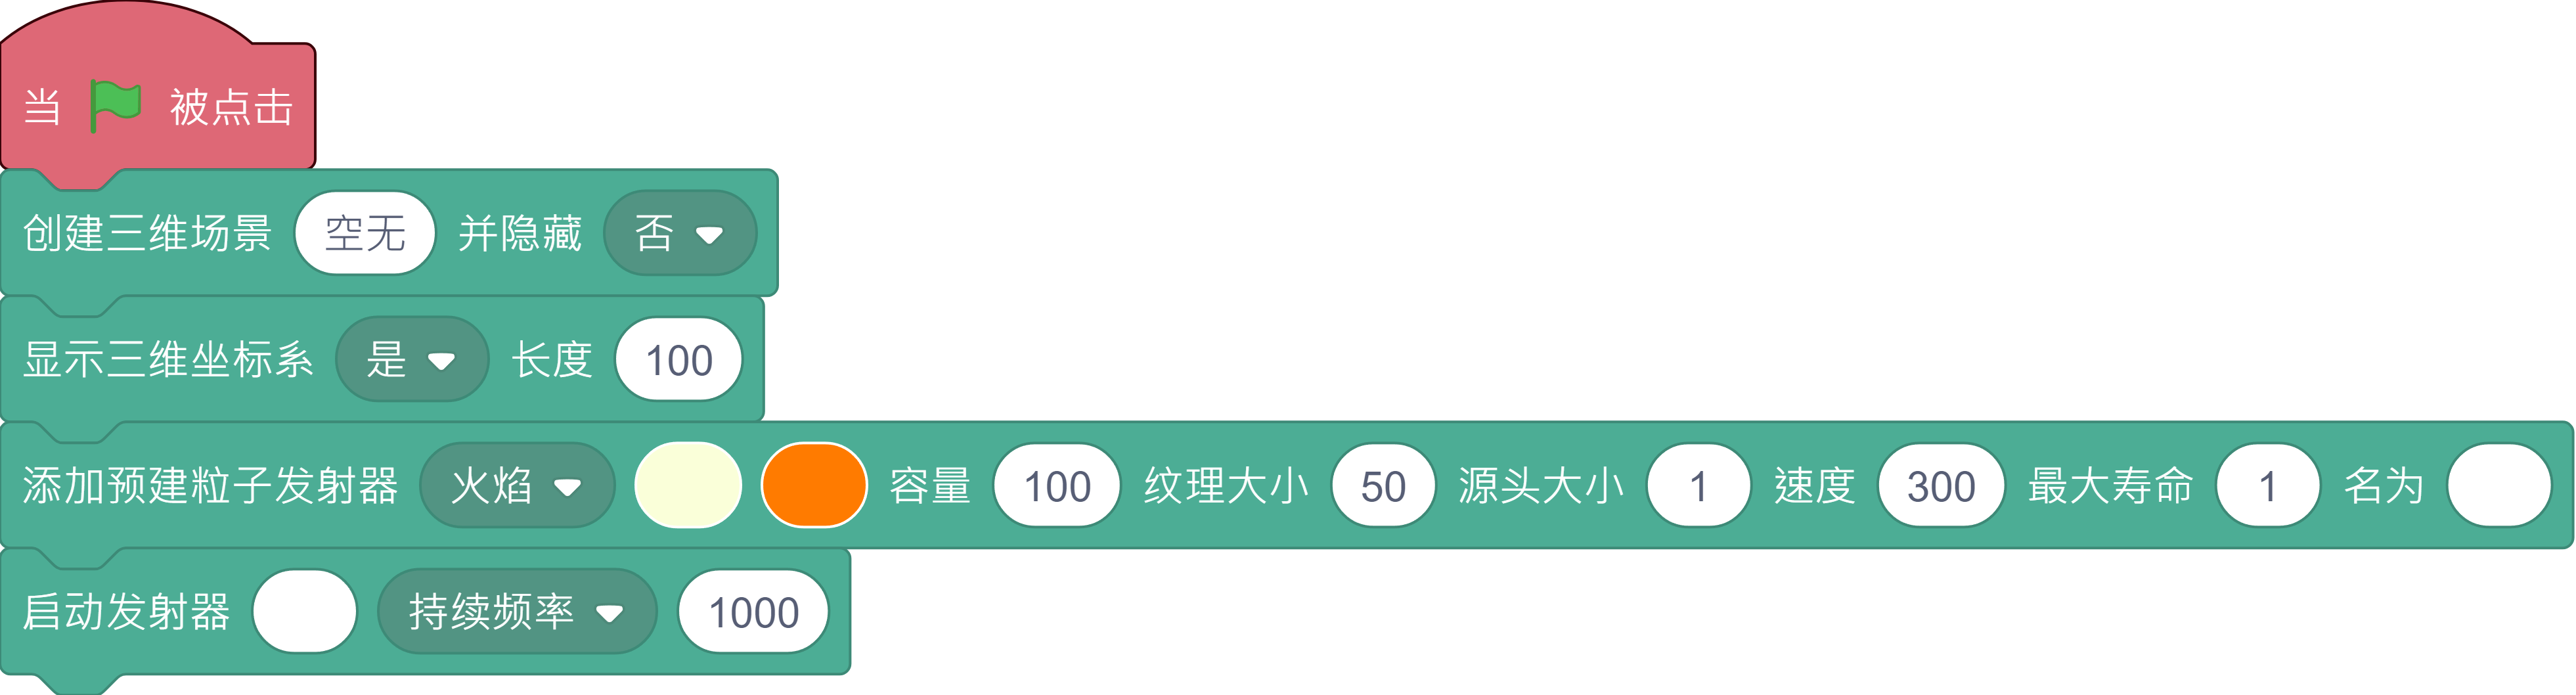 当 被点击
创建三维场景 空无 并隐藏 否
显示三维坐标系 是 长度 100
添加预建粒子发射器 火焰 容量 100 纹理大小 50 源头大小 1 速度 300 最大寿命 1 名为
启动发射器 持续频率 1000